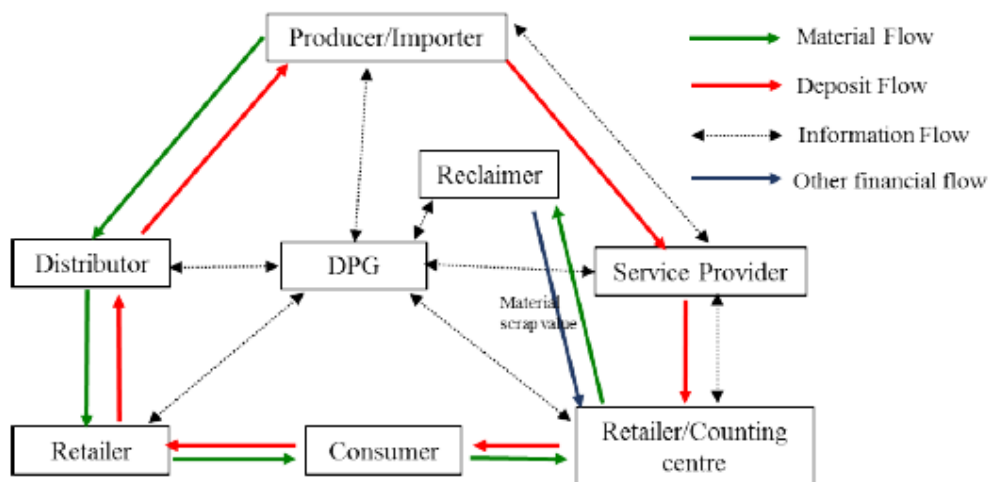 Producer/Importer
Material Flow
Deposit Flow
Information Flow
Other financial flow
Reclaimer
Distributor
DPG
Service Provider
Material
scrap value
Retailer
Consumer
Retailer/Counting
centre